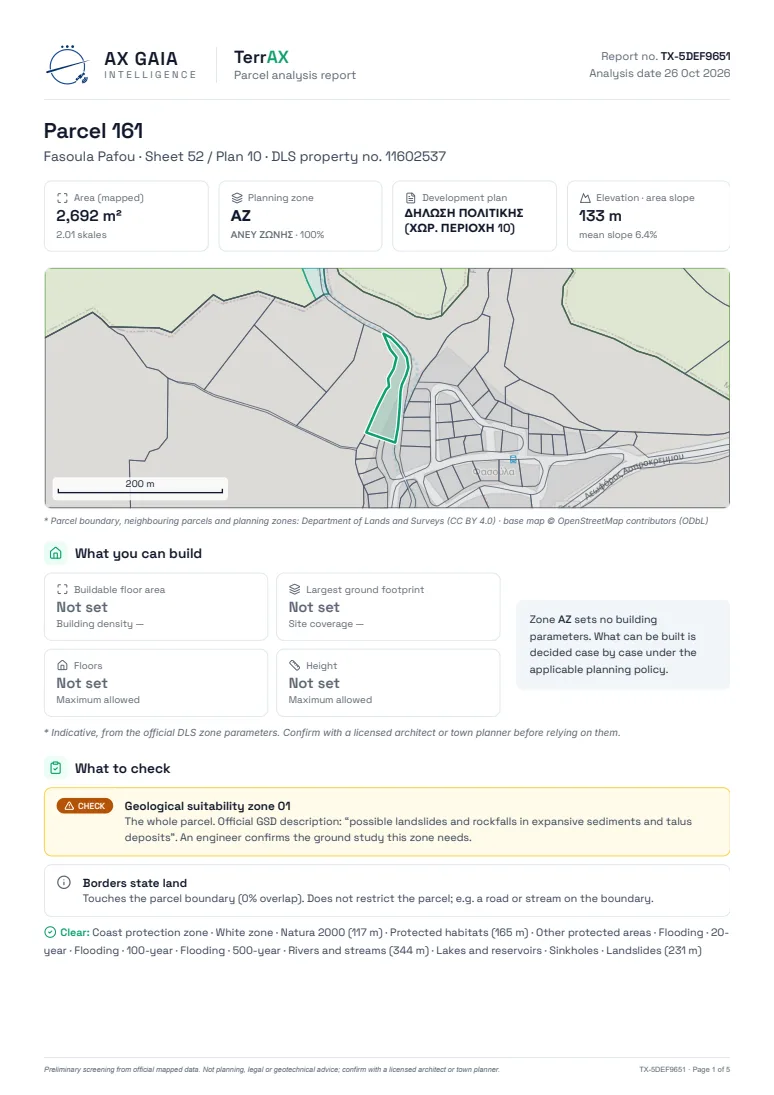 AX GAIA
INTELLIGENCE
TerrAX
Parcel analysis report
Report no. TX-5DEF9651
Analysis date 26 Oct 2026
Parcel 161
Fasoula Pafou · Sheet 52 / Plan 10 · DLS property no. 11602537
Area (mapped)
2,692 m²
2.01 skales
Planning zone
AZ
ΑΝΕΥ ΖΩΝΗΣ · 100%
Development plan
ΔΗΛΩΣΗ ΠΟΛΙΤΙΚΗΣ
(ΧΩΡ. ΠΕΡΙΟΧΗ 10)
Elevation · area slope
133 m
mean slope 6.4%
Φασούλα
Λεωφόρος Ασπροκρέμμου
200 m
* Parcel boundary, neighbouring parcels and planning zones: Department of Lands and Surveys (CC BY 4.0) · base map © OpenStreetMap contributors (ODbL)
What you can build
Buildable floor area
Not set
Building density —
Largest ground footprint
Not set
Site coverage —
Floors
Not set
Maximum allowed
Height
Not set
Maximum allowed
Zone AZ sets no building
parameters. What can be built is
decided case by case under the
applicable planning policy.
* Indicative, from the official DLS zone parameters. Confirm with a licensed architect or town planner before relying on them.
What to check
CHECK
Geological suitability zone 01
The whole parcel. Official GSD description: “possible landslides and rockfalls in expansive sediments and talus
deposits”. An engineer confirms the ground study this zone needs.
Borders state land
Touches the parcel boundary (0% overlap). Does not restrict the parcel; e.g. a road or stream on the boundary.
Clear: Coast protection zone · White zone · Natura 2000 (117 m) · Protected habitats (165 m) · Other protected areas · Flooding · 20-
year · Flooding · 100-year · Flooding · 500-year · Rivers and streams (344 m) · Lakes and reservoirs · Sinkholes · Landslides (231 m)
Preliminary screening from official mapped data. Not planning, legal or geotechnical advice; confirm with a licensed architect or town planner.
TX-5DEF9651 · Page 1 of 5